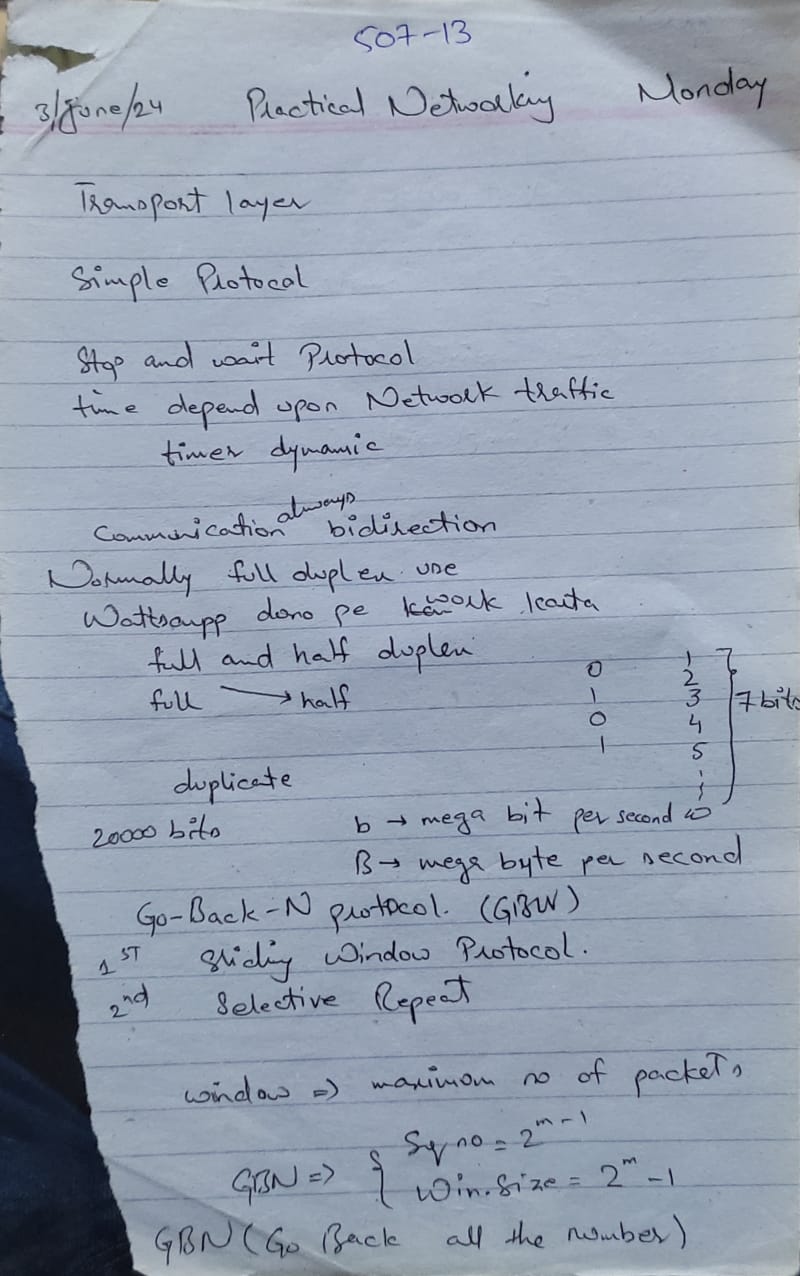 507-13
3/June/24 Practical Networking Monday
Transport layer
Simple Protocal
Stop and wait Protocol
time depend upon Network traffic
timer dynamic
Communication always bidirection
Normally full duplex use
Wattsaupp dono pe work karta
full and half duplex
full → half
0 1
1 2
0 3
1 4
5
7 bits
duplicate
20000 bits b → mega bit per second
B → mega byte per second
Go-Back-N protocol. (GBN)
1ST Sliding Window Protocol.
2nd Selective Repeat
window => maximum no of packets
GBN => { Sq no = 2^m-1
Win.Size = 2^m -1
GBN (Go Back all the number)